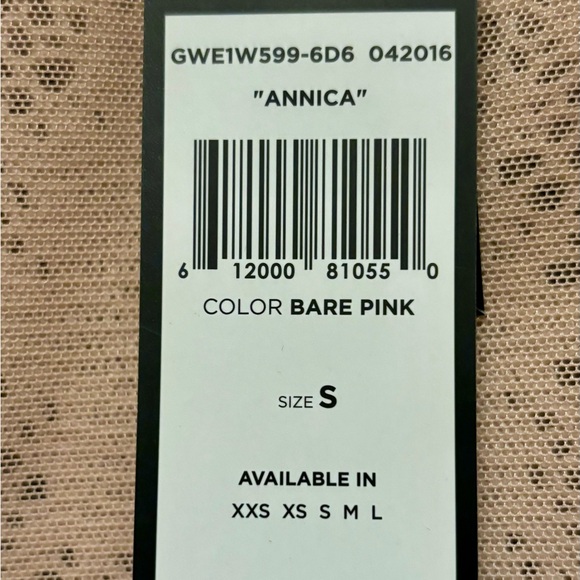 GWE1W599-6D6 042016
"ANNICA"
6 12000 81055 0
COLOR BARE PINK
SIZE S
AVAILABLE IN
XXS XS S M L